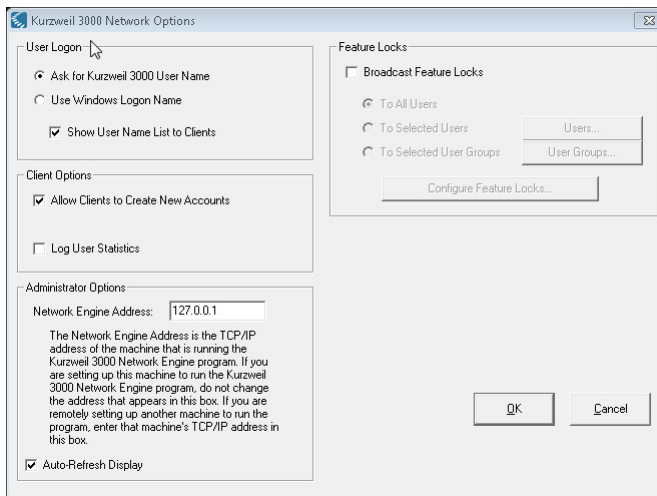 Kurzweil 3000 Network Options
User Logon
Ask for Kurzweil 3000 User Name
Use Windows Logon Name
Show User Name List to Clients
Client Options
Allow Clients to Create New Accounts
Log User Statistics
Administrator Options
Network Engine Address: 127.0.0.1
The Network Engine Address is the TCP/IP
address of the machine that is running the
Kurzweil 3000 Network Engine program. If you
are setting up this machine to run the Kurzweil
3000 Network Engine program, do not change
the address that appears in this box. If you are
remotely setting up another machine to run the
program, enter that machine's TCP/IP address in
this box.
Auto-Refresh Display
Feature Locks
Broadcast Feature Locks
To All Users
To Selected Users Users...
To Selected User Groups User Groups...
Configure Feature Locks...
OK Cancel